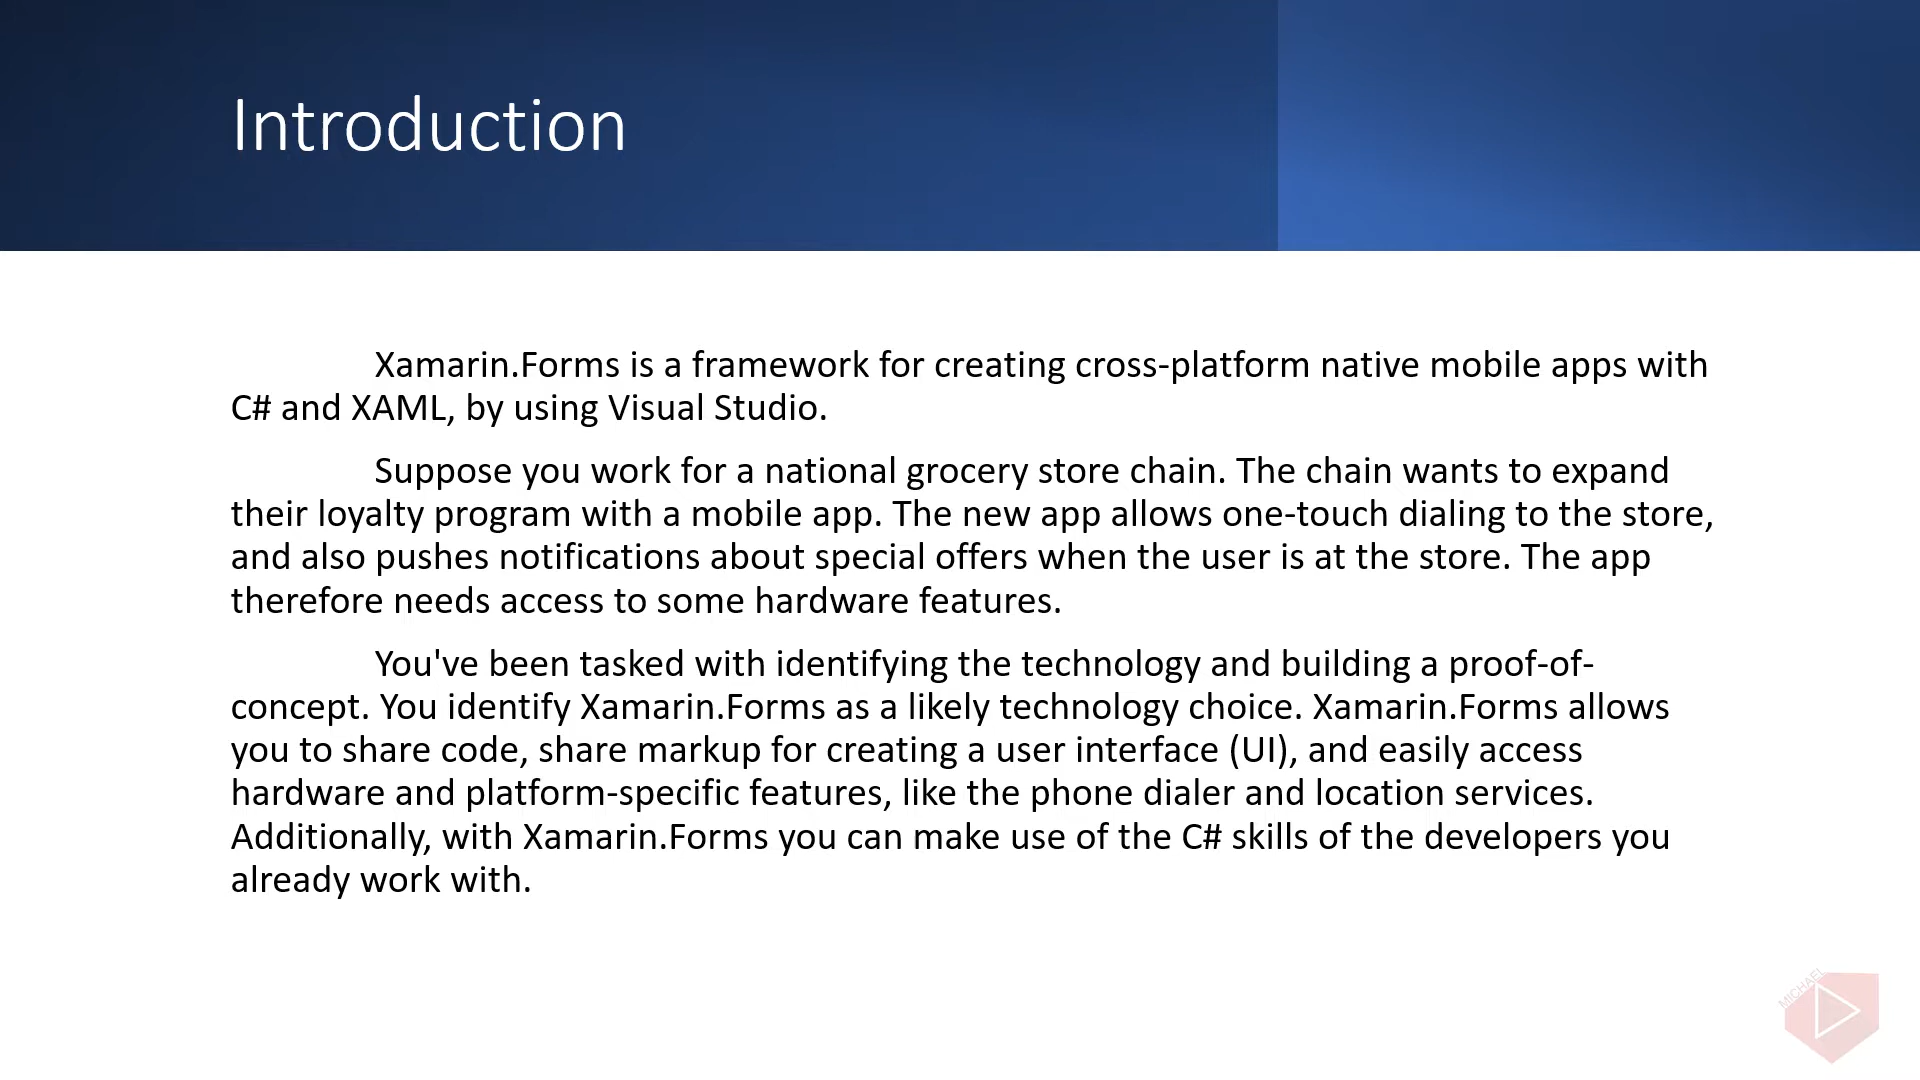 Introduction
Xamarin.Forms is a framework for creating cross-platform native mobile apps with
C# and XAML, by using Visual Studio.
Suppose you work for a national grocery store chain. The chain wants to expand
their loyalty program with a mobile app. The new app allows one-touch dialing to the store,
and also pushes notifications about special offers when the user is at the store. The app
therefore needs access to some hardware features.
You've been tasked with identifying the technology and building a proof-of-
concept. You identify Xamarin.Forms as a likely technology choice. Xamarin.Forms allows
you to share code, share markup for creating a user interface (UI), and easily access
hardware and platform-specific features, like the phone dialer and location services.
Additionally, with Xamarin.Forms you can make use of the C# skills of the developers you
already work with.
MICHAEL